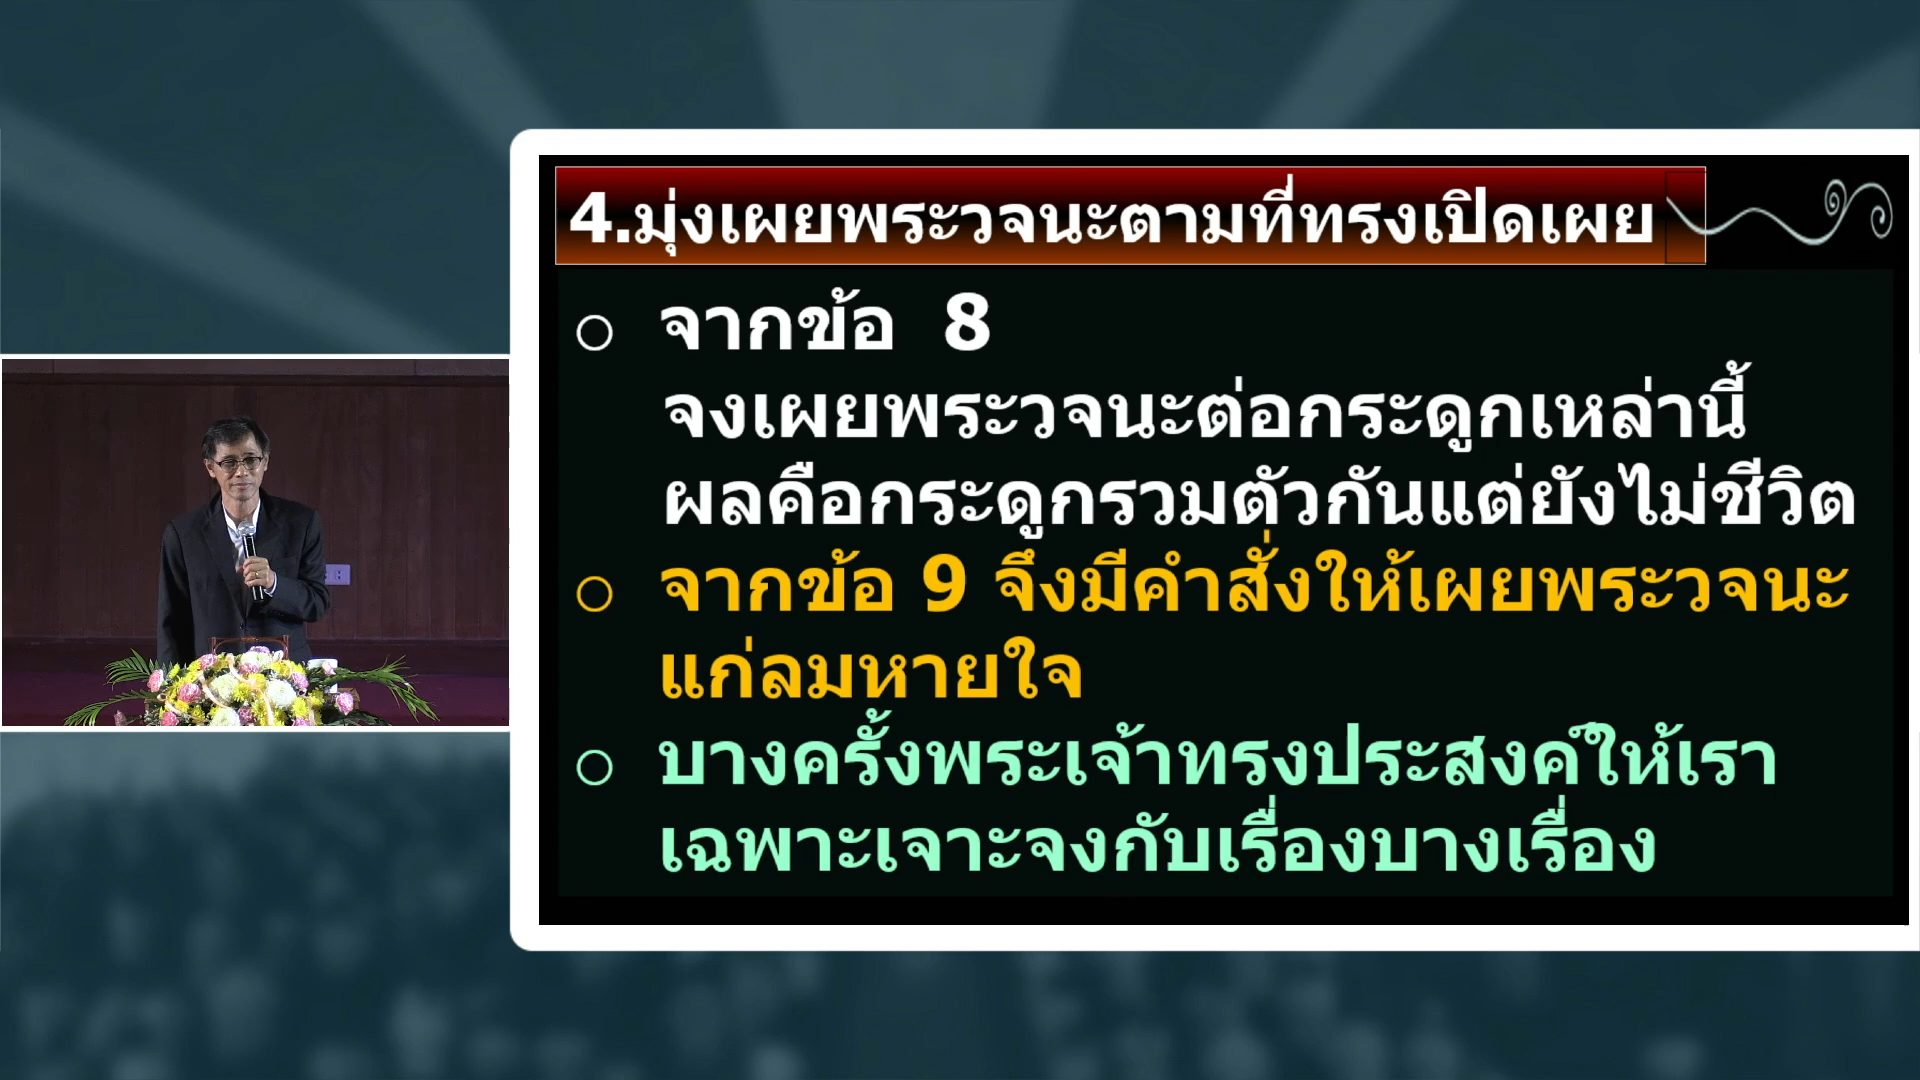 4.มุ่งเผยพระวจนะตามที่ทรงเปิดเผย
จากข้อ 8
จงเผยพระวจนะต่อกระดูกเหล่านี้
ผลคือกระดูกรวมตัวกันแต่ยังไม่ชีวิต
จากข้อ 9 จึงมีคำสั่งให้เผยพระวจนะ
แก่ลมหายใจ
บางครั้งพระเจ้าทรงประสงค์ให้เรา
เฉพาะเจาะจงกับเรื่องบางเรื่อง